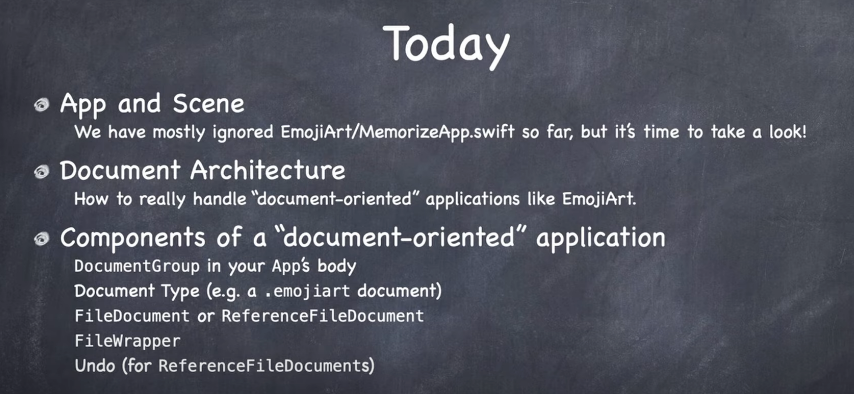 Today
App and Scene
We have mostly ignored EmojiArt/MemorizeApp.swift so far, but it's time to take a look!
Document Architecture
How to really handle “document-oriented” applications like EmojiArt.
Components of a “document-oriented” application
DocumentGroup in your App's body
Document Type (e.g. a .emojiart document)
FileDocument or ReferenceFileDocument
FileWrapper
Undo (for ReferenceFileDocuments)